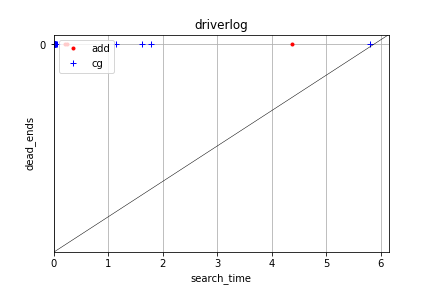 driverlog
0
add
cg
dead_ends
0 1 2 3 4 5 6
search_time